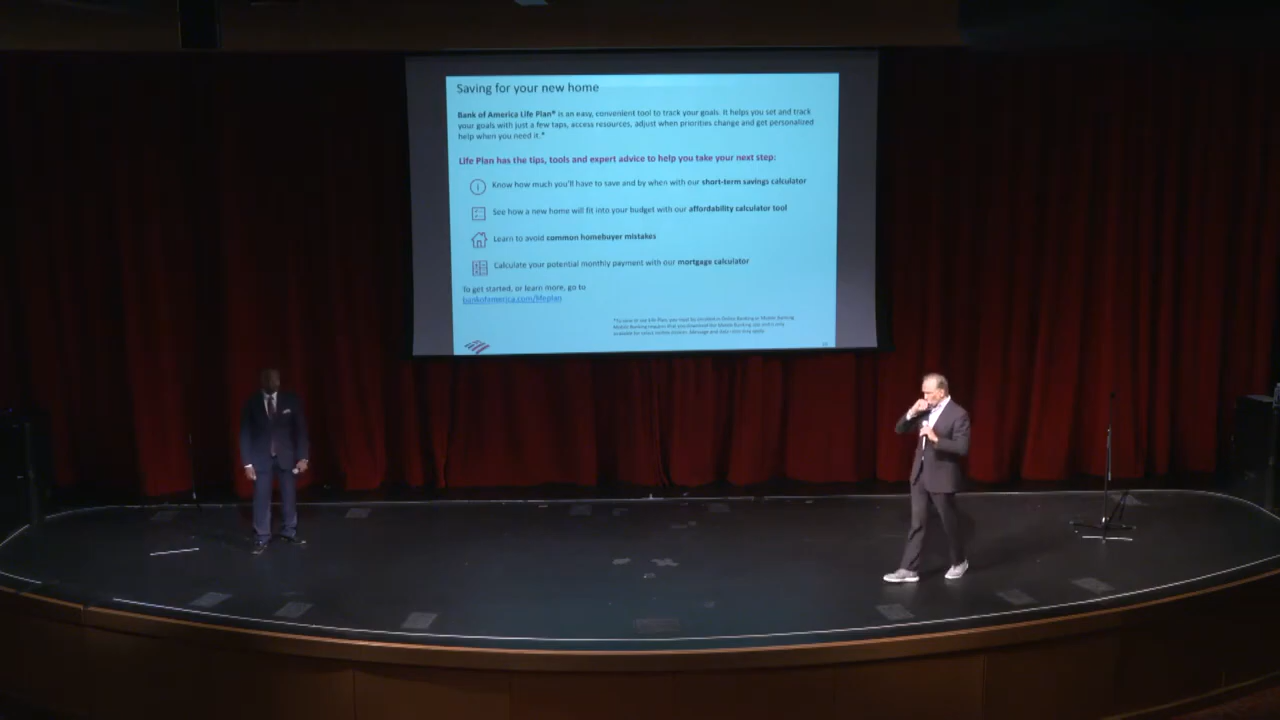 Saving for your new home
Bank of America Life Plan® is an easy, convenient tool to track your goals. It helps you set and track
your goals with just a few taps, access resources, adjust when priorities change and get personalized
help when you need it.*
Life Plan has the tips, tools and expert advice to help you take your next step:
Know how much you'll have to save and by when with our short-term savings calculator
See how a new home will fit into your budget with our affordability calculator tool
Learn to avoid common homebuyer mistakes
Calculate your potential monthly payment with our mortgage calculator
To get started, or learn more, go to
bankofamerica.com/lifeplan